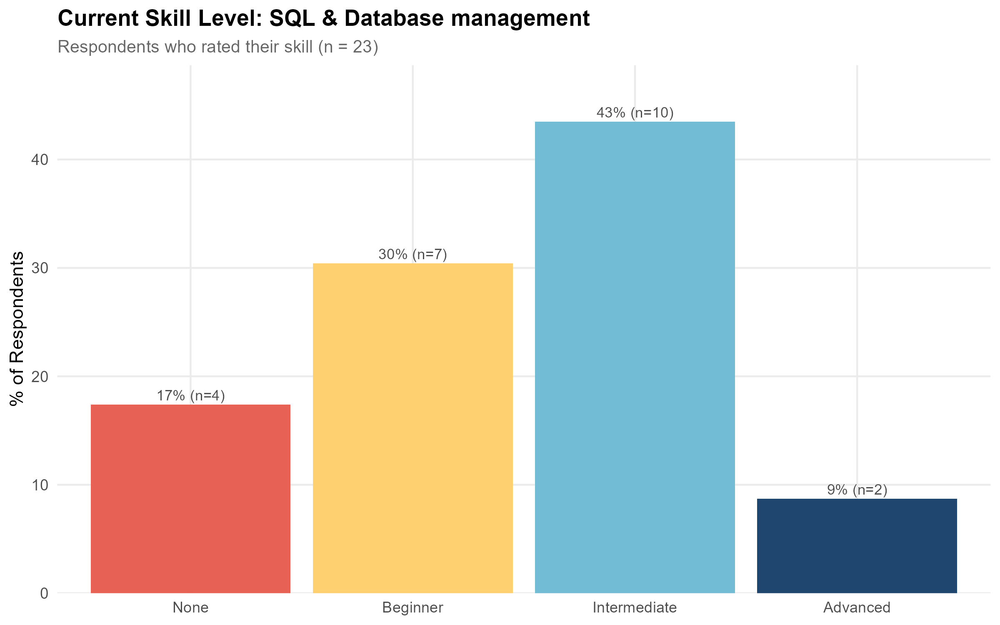 Current Skill Level: SQL & Database management
Respondents who rated their skill (n = 23)
% of Respondents
40
30
20
10
0
43% (n=10)
30% (n=7)
17% (n=4)
9% (n=2)
None
Beginner
Intermediate
Advanced